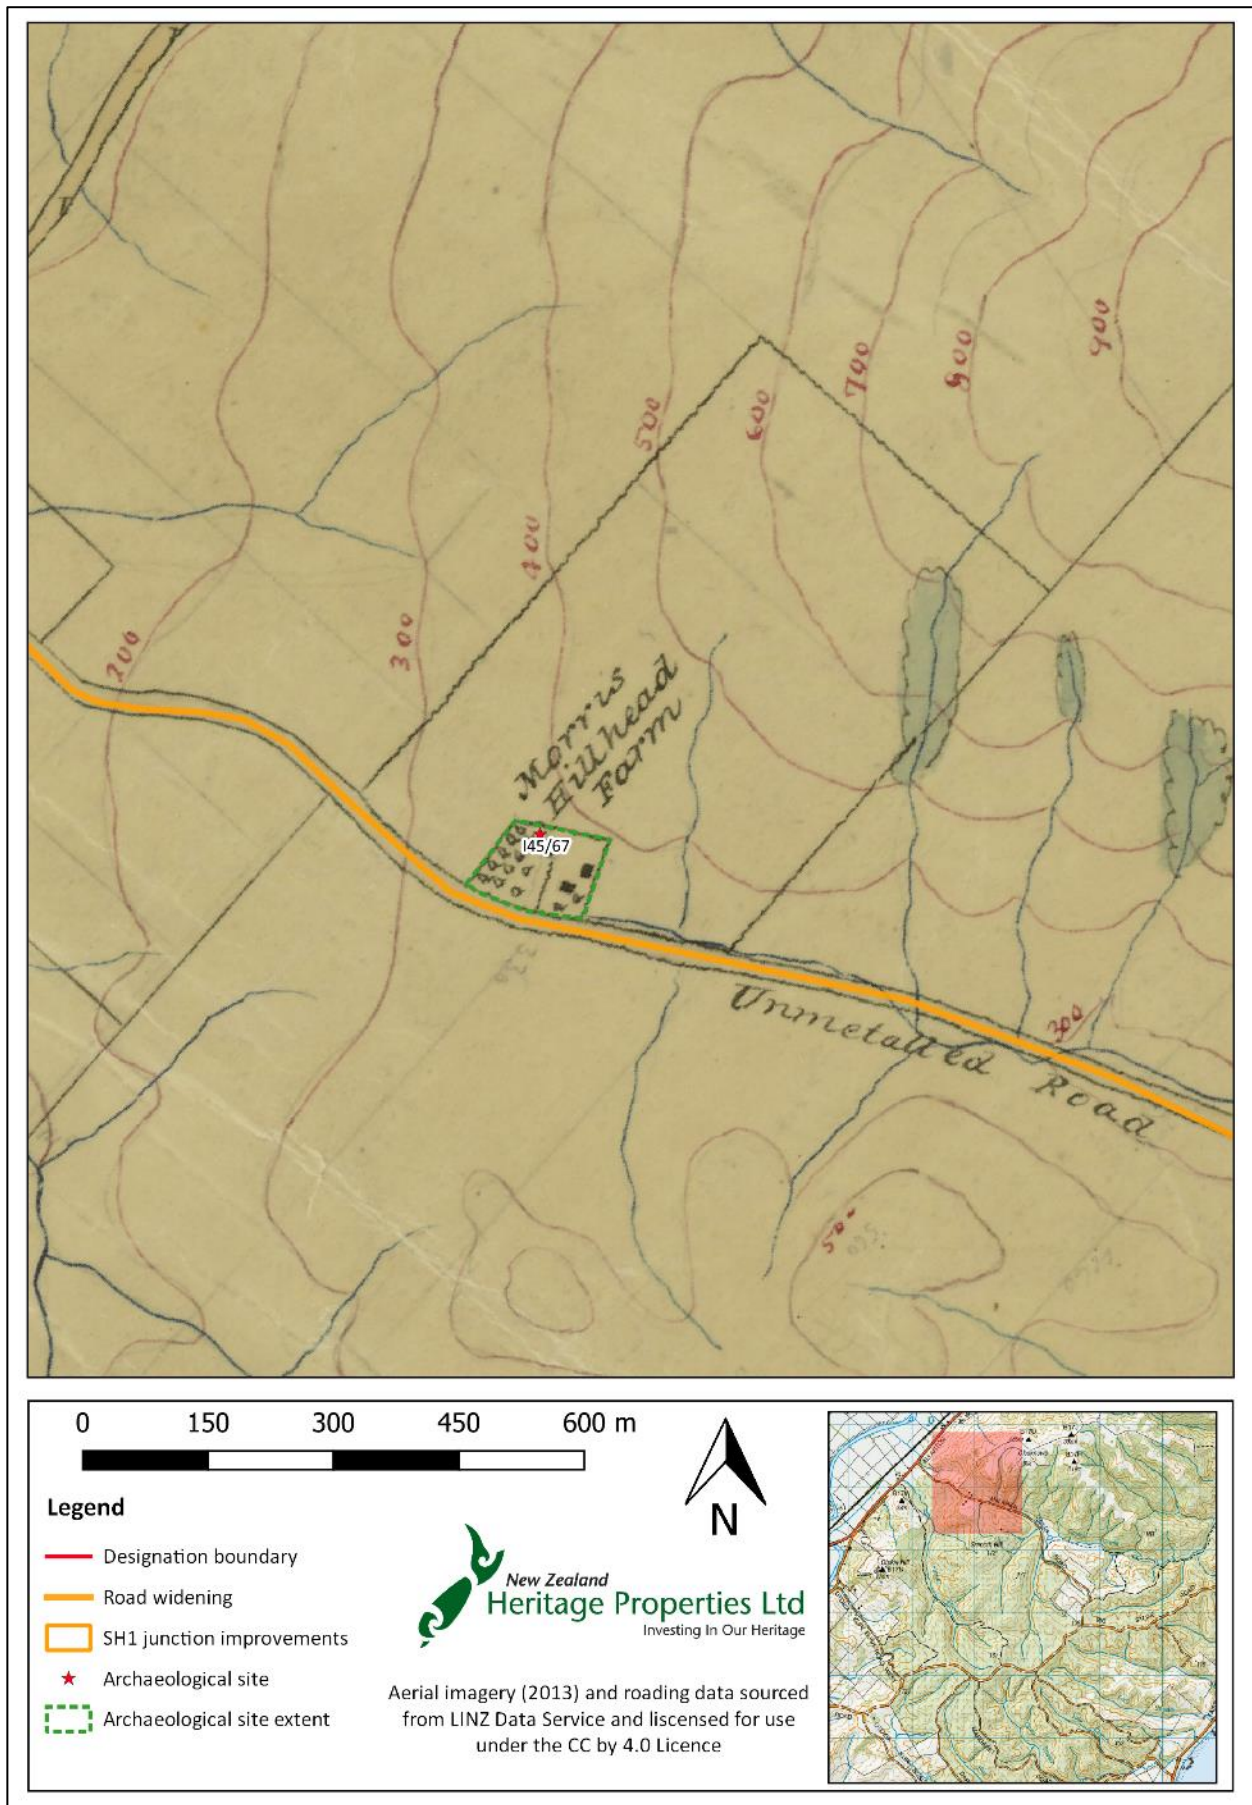 900
800
700
600
500
400
300
200
Morris
Hillhead
Farm
I45/67
330
Unmetalled Road
300
500
0 150 300 450 600 m
N
Legend
Designation boundary
Road widening
SH1 junction improvements
Archaeological site
Archaeological site extent
New Zealand
Heritage Properties Ltd
Investing In Our Heritage
Aerial imagery (2013) and roading data sourced
from LINZ Data Service and liscensed for use
under the CC by 4.0 Licence